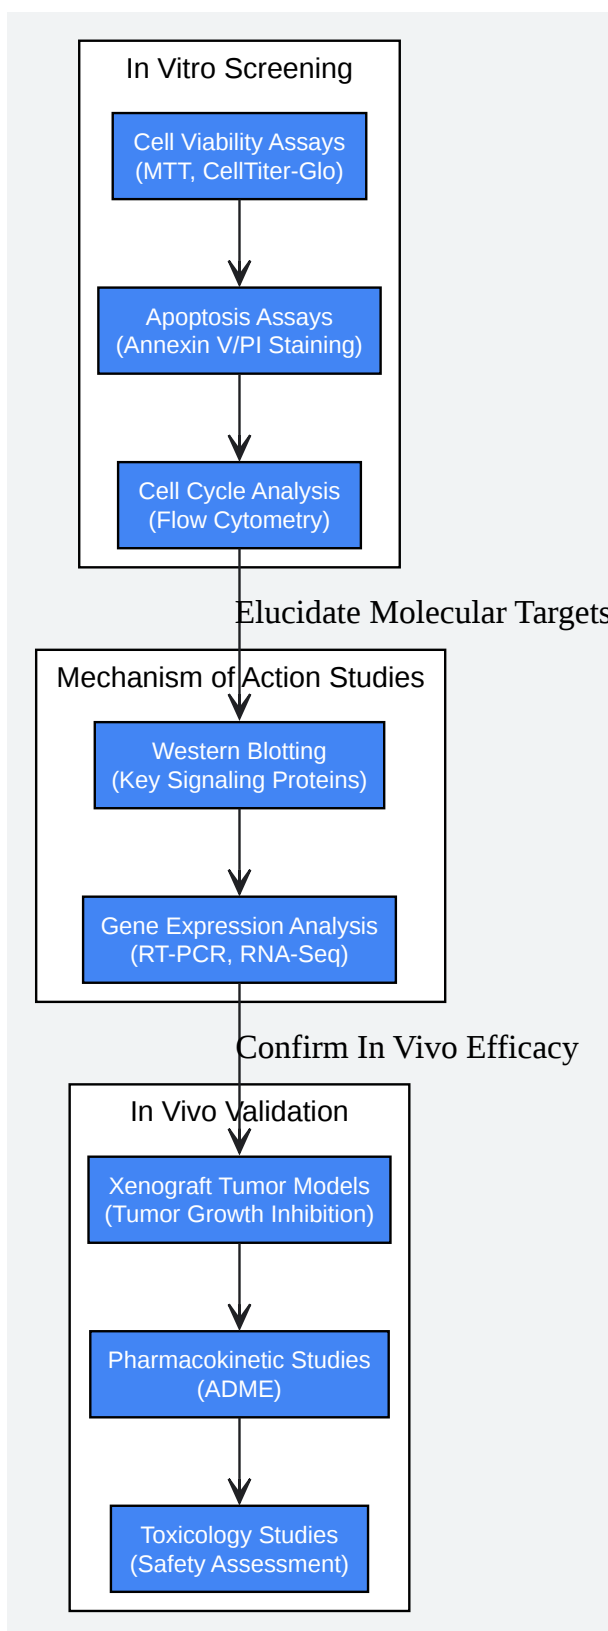 In Vitro Screening
Cell Viability Assays
(MTT, CellTiter-Glo)
Apoptosis Assays
(Annexin V/PI Staining)
Cell Cycle Analysis
(Flow Cytometry)
Elucidate Molecular Targets
Mechanism of Action Studies
Western Blotting
(Key Signaling Proteins)
Gene Expression Analysis
(RT-PCR, RNA-Seq)
Confirm In Vivo Efficacy
In Vivo Validation
Xenograft Tumor Models
(Tumor Growth Inhibition)
Pharmacokinetic Studies
(ADME)
Toxicology Studies
(Safety Assessment)